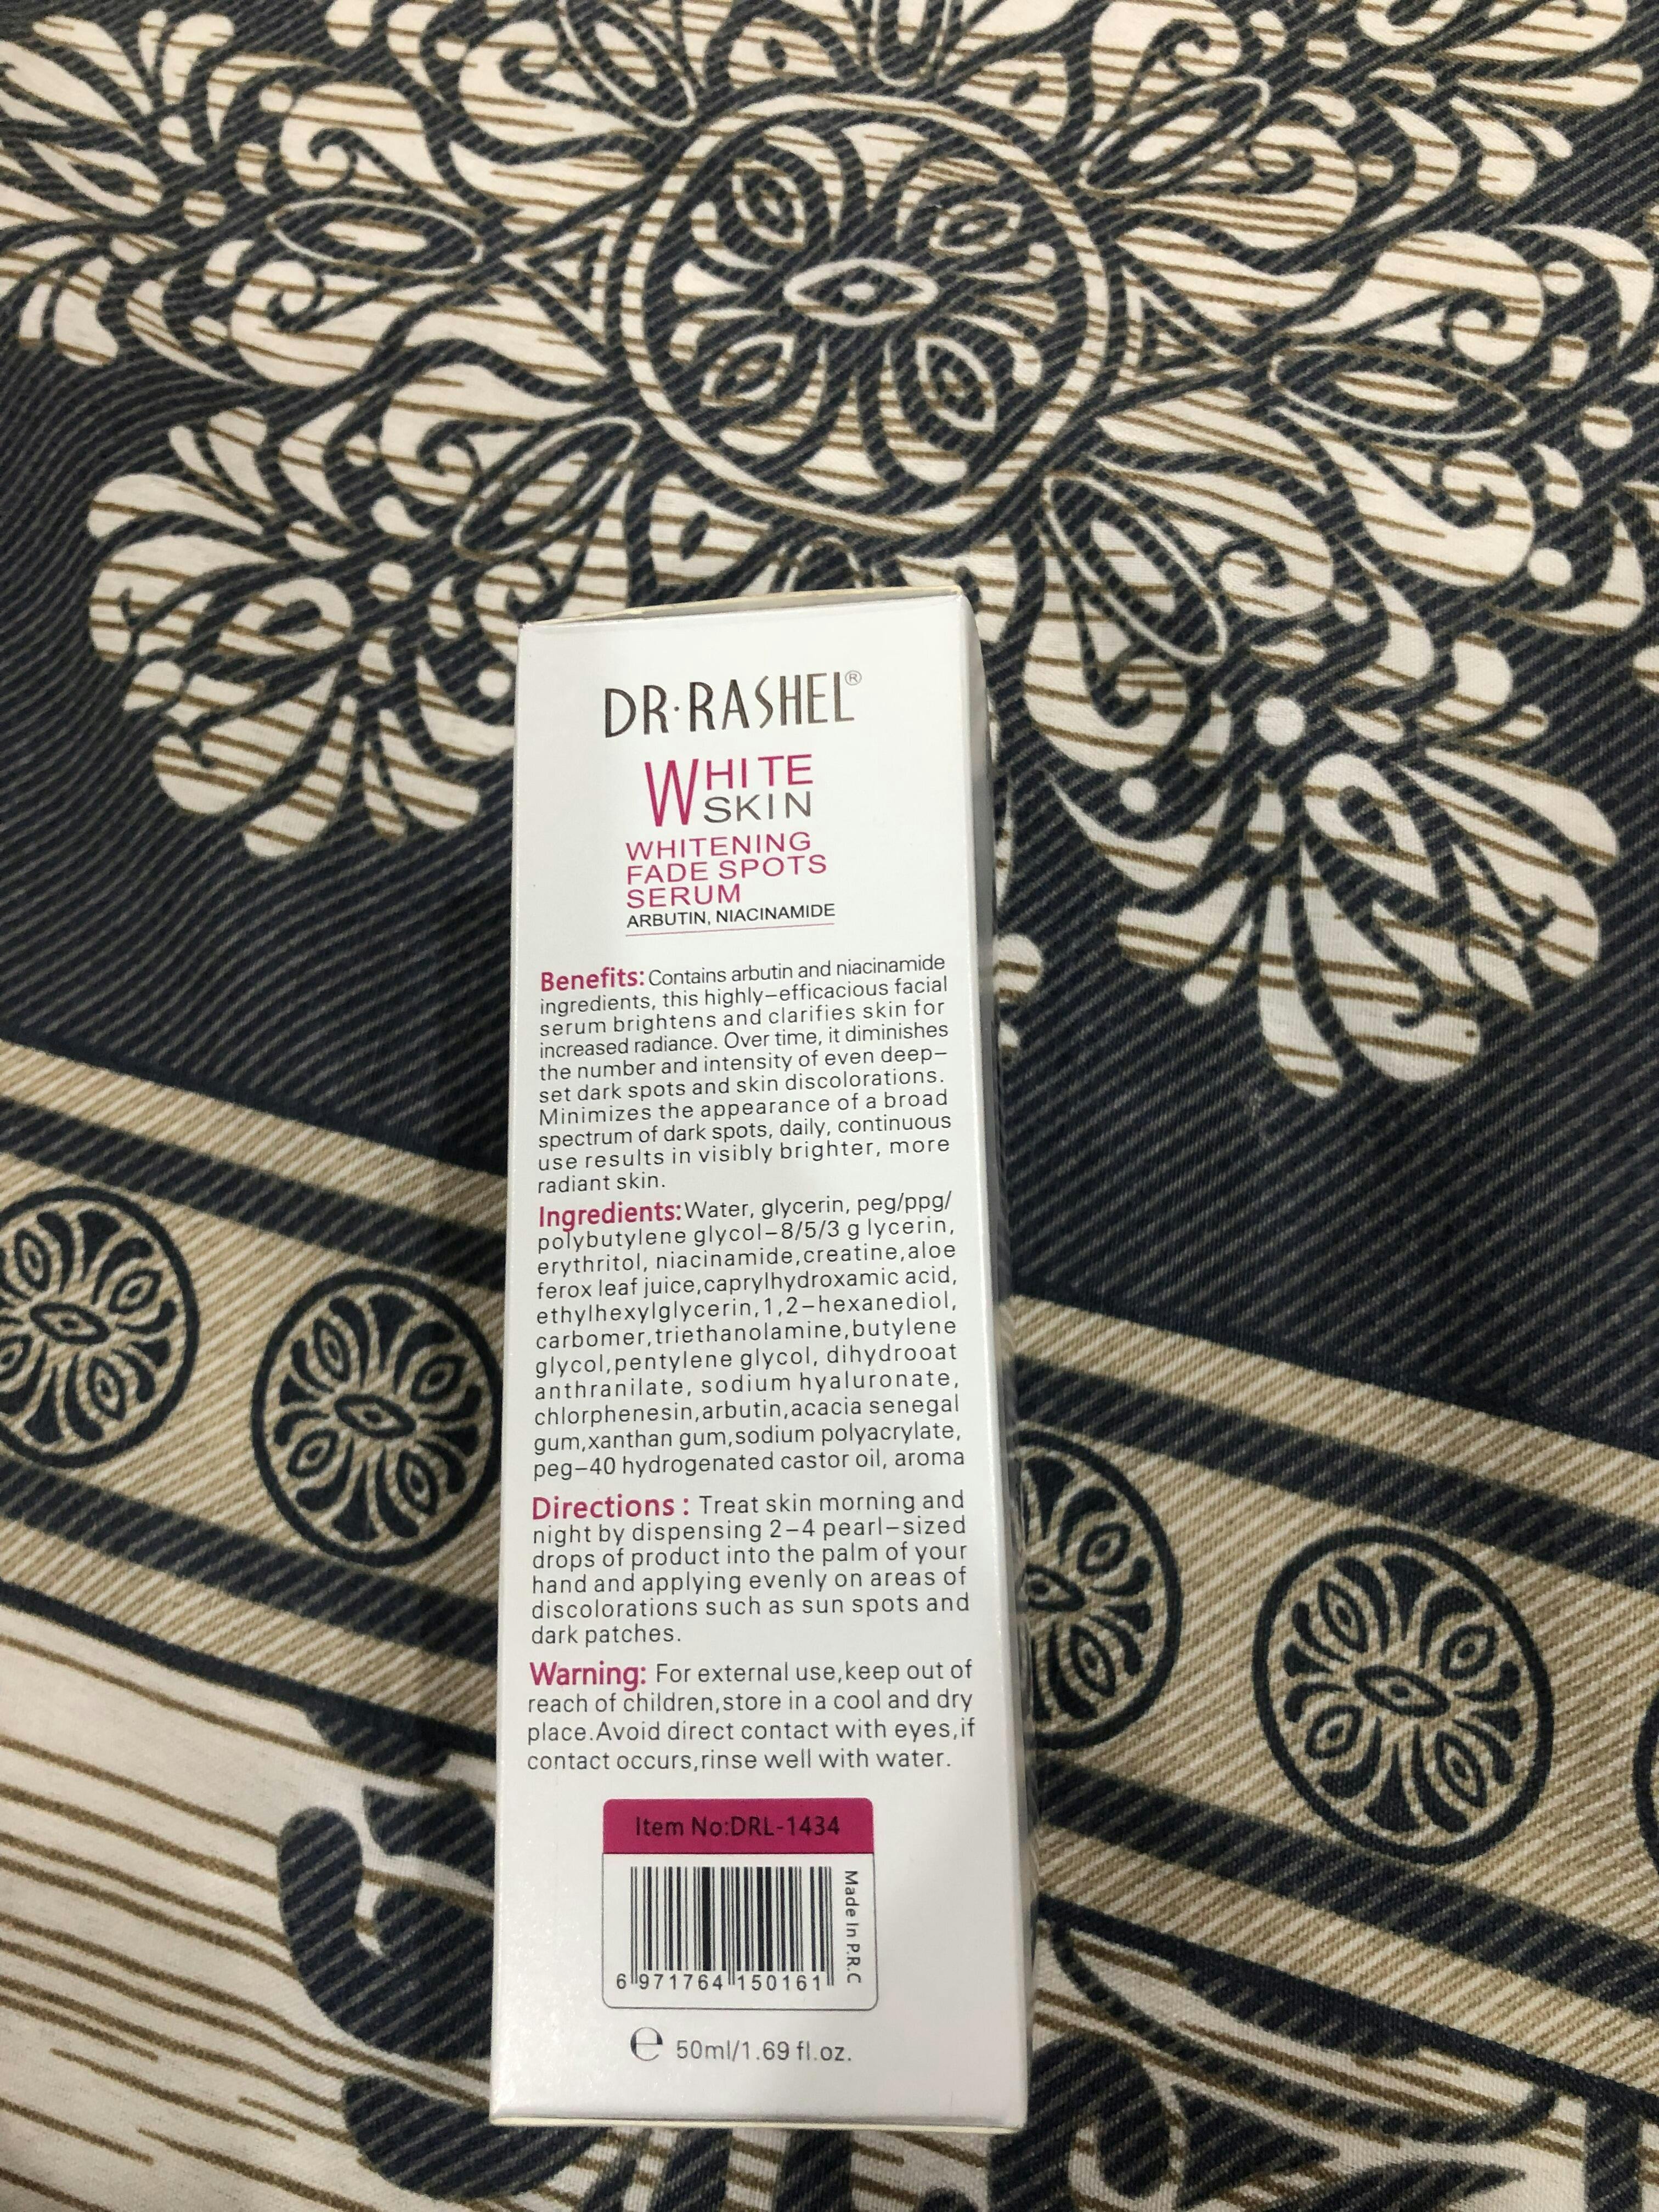 DR·RASHEL®
WHITE
SKIN
WHITENING
FADE SPOTS
SERUM
ARBUTIN, NIACINAMIDE
Benefits: Contains arbutin and niacinamide
ingredients, this highly–efficacious facial
serum brightens and clarifies skin for
increased radiance. Over time, it diminishes
the number and intensity of even deep–
set dark spots and skin discolorations.
Minimizes the appearance of a broad
spectrum of dark spots, daily, continuous
use results in visibly brighter, more
radiant skin.
Ingredients: Water, glycerin, peg/ppg/
polybutylene glycol–8/5/3 g lycerin,
erythritol, niacinamide,creatine,aloe
ferox leaf juice,caprylhydroxamic acid,
ethylhexylglycerin,1,2–hexanediol,
carbomer,triethanolamine,butylene
glycol,pentylene glycol, dihydrooat
anthranilate, sodium hyaluronate,
chlorphenesin,arbutin,acacia senegal
gum,xanthan gum,sodium polyacrylate,
peg–40 hydrogenated castor oil, aroma
Directions : Treat skin morning and
night by dispensing 2–4 pearl–sized
drops of product into the palm of your
hand and applying evenly on areas of
discolorations such as sun spots and
dark patches.
Warning: For external use,keep out of
reach of children,store in a cool and dry
place.Avoid direct contact with eyes,if
contact occurs,rinse well with water.
Item No:DRL-1434
Made In P.R.C
6 971764 150161
℮ 50ml/1.69 fl.oz.